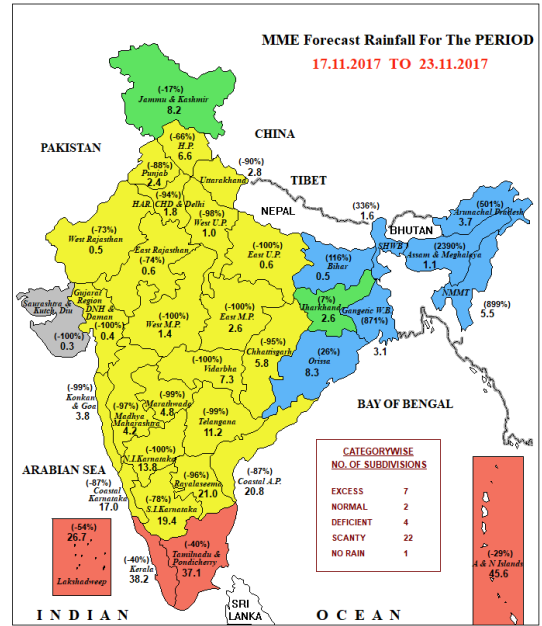 MME Forecast Rainfall For The PERIOD
17.11.2017 TO 23.11.2017
(-17%)
Jammu & Kashmir
8.2
CHINA
PAKISTAN
(-66%)
H.P.
6.6
(-88%)
Punjab
2.4
Uttarakhand
(-90%)
2.8
TIBET
(-94%)
HAR. CHD & Delhi
1.8
(-98%)
West U.P.
1.0
NEPAL
(336%)
1.6
BHUTAN
(501%)
Arunachal Pradesh
3.7
(-73%)
West Rajasthan
0.5
East Rajasthan
(-74%)
0.6
(-100%)
East U.P.
0.6
(116%)
Bihar
0.5
SHWB
(2390%)
Assam & Meghalaya
1.1
NMMT
(899%)
5.5
Saurashtra &
Kutch, Diu
(-100%)
0.3
Gujarat
Region
DNH &
Daman
(-100%)
0.4
(-100%)
West M.P.
1.4
(-100%)
East M.P.
2.6
(7%)
Jharkhand
2.6
Gangetic W.B.
(871%)
3.1
(-95%)
Chhattisgarh
5.8
(26%)
Orissa
8.3
(-100%)
Vidarbha
7.3
(-99%)
Konkan
& Goa
3.8
(-97%)
Madhya
Maharashtra
4.2
(-99%)
Marathwada
4.8
(-99%)
Telangana
11.2
BAY OF BENGAL
(-100%)
N.I.Karnataka
13.8
ARABIAN SEA
(-87%)
Coastal
Karnataka
17.0
(-96%)
Rayalaseema
21.0
(-87%)
Coastal A.P.
20.8
(-78%)
S.I.Karnataka
19.4
CATEGORYWISE
NO. OF SUBDIVISIONS
EXCESS 7
NORMAL 2
DEFICIENT 4
SCANTY 22
NO RAIN 1
(-54%)
26.7
Lakshadweep
(-40%)
Kerala
38.2
(-40%)
Tamilnadu &
Pondicherry
37.1
(-29%)
A & N Islands
45.6
SRI
LANKA
INDIAN OCEAN